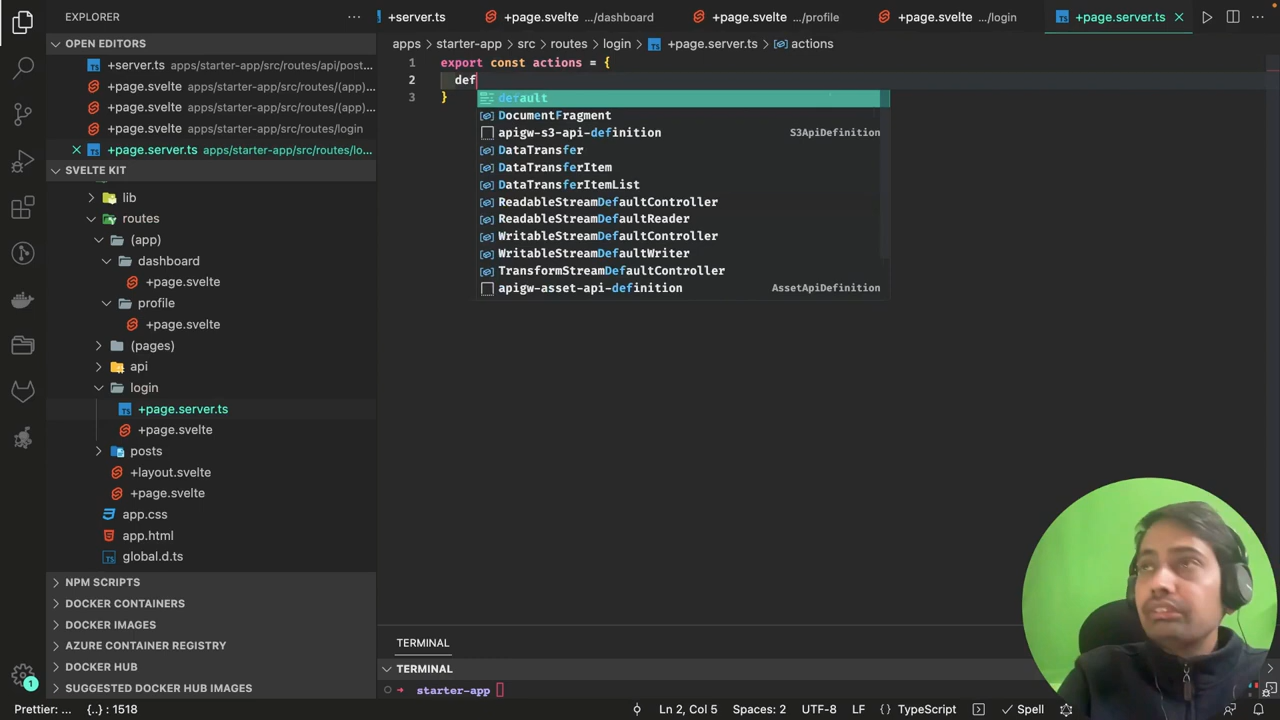 EXPLORER
OPEN EDITORS
+server.ts apps/starter-app/src/routes/api/post...
+page.svelte apps/starter-app/src/routes/(app)...
+page.svelte apps/starter-app/src/routes/(app)...
+page.svelte apps/starter-app/src/routes/login
+page.server.ts apps/starter-app/src/routes/lo...
SVELTE KIT
lib
routes
(app)
dashboard
+page.svelte
profile
+page.svelte
(pages)
api
login
+page.server.ts
+page.svelte
posts
+layout.svelte
+page.svelte
app.css
app.html
global.d.ts
NPM SCRIPTS
DOCKER CONTAINERS
DOCKER IMAGES
AZURE CONTAINER REGISTRY
DOCKER HUB
SUGGESTED DOCKER HUB IMAGES
+server.ts +page.svelte .../dashboard +page.svelte .../profile +page.svelte .../login +page.server.ts
apps > starter-app > src > routes > login > +page.server.ts > actions
1 export const actions = {
2 def
3 }
default
DocumentFragment
apigw-s3-api-definition S3ApiDefinition
DataTransfer
DataTransferItem
DataTransferItemList
ReadableStreamDefaultController
ReadableStreamDefaultReader
WritableStreamDefaultController
WritableStreamDefaultWriter
TransformStreamDefaultController
apigw-asset-api-definition AssetApiDefinition
TERMINAL
TERMINAL
starter-app
1
Prettier: ... {..} : 1518 Ln 2, Col 5 Spaces: 2 UTF-8 LF {} TypeScript Spell